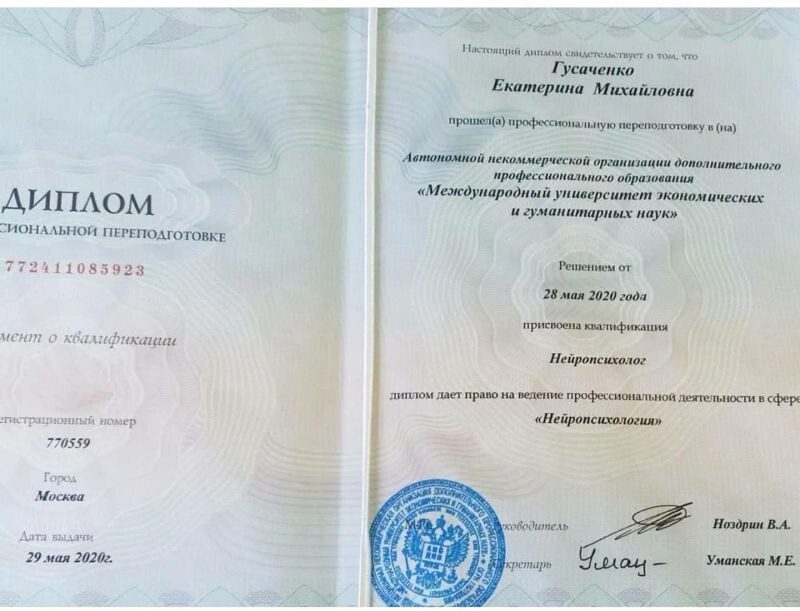 ДИПЛОМ
СИОНАЛЬНОЙ ПЕРЕПОДГОТОВКЕ
772411085923
мент о квалификации
егистрационный номер
770559
Город
Москва
Дата выдачи
29 мая 2020г.
Настоящий диплом свидетельствует о том, что
Гусаченко
Екатерина Михайловна
прошел(а) профессиональную переподготовку в (на)
Автономной некоммерческой организации дополнительного
профессионального образования
«Международный университет экономических
и гуманитарных наук»
Решением от
28 мая 2020 года
присвоена квалификация
Нейропсихолог
диплом дает право на ведение профессиональной деятельности в сфере
«Нейропсихология»
М.П.
Руководитель
Ноздрин В.А.
Секретарь
Уманская М.Е.